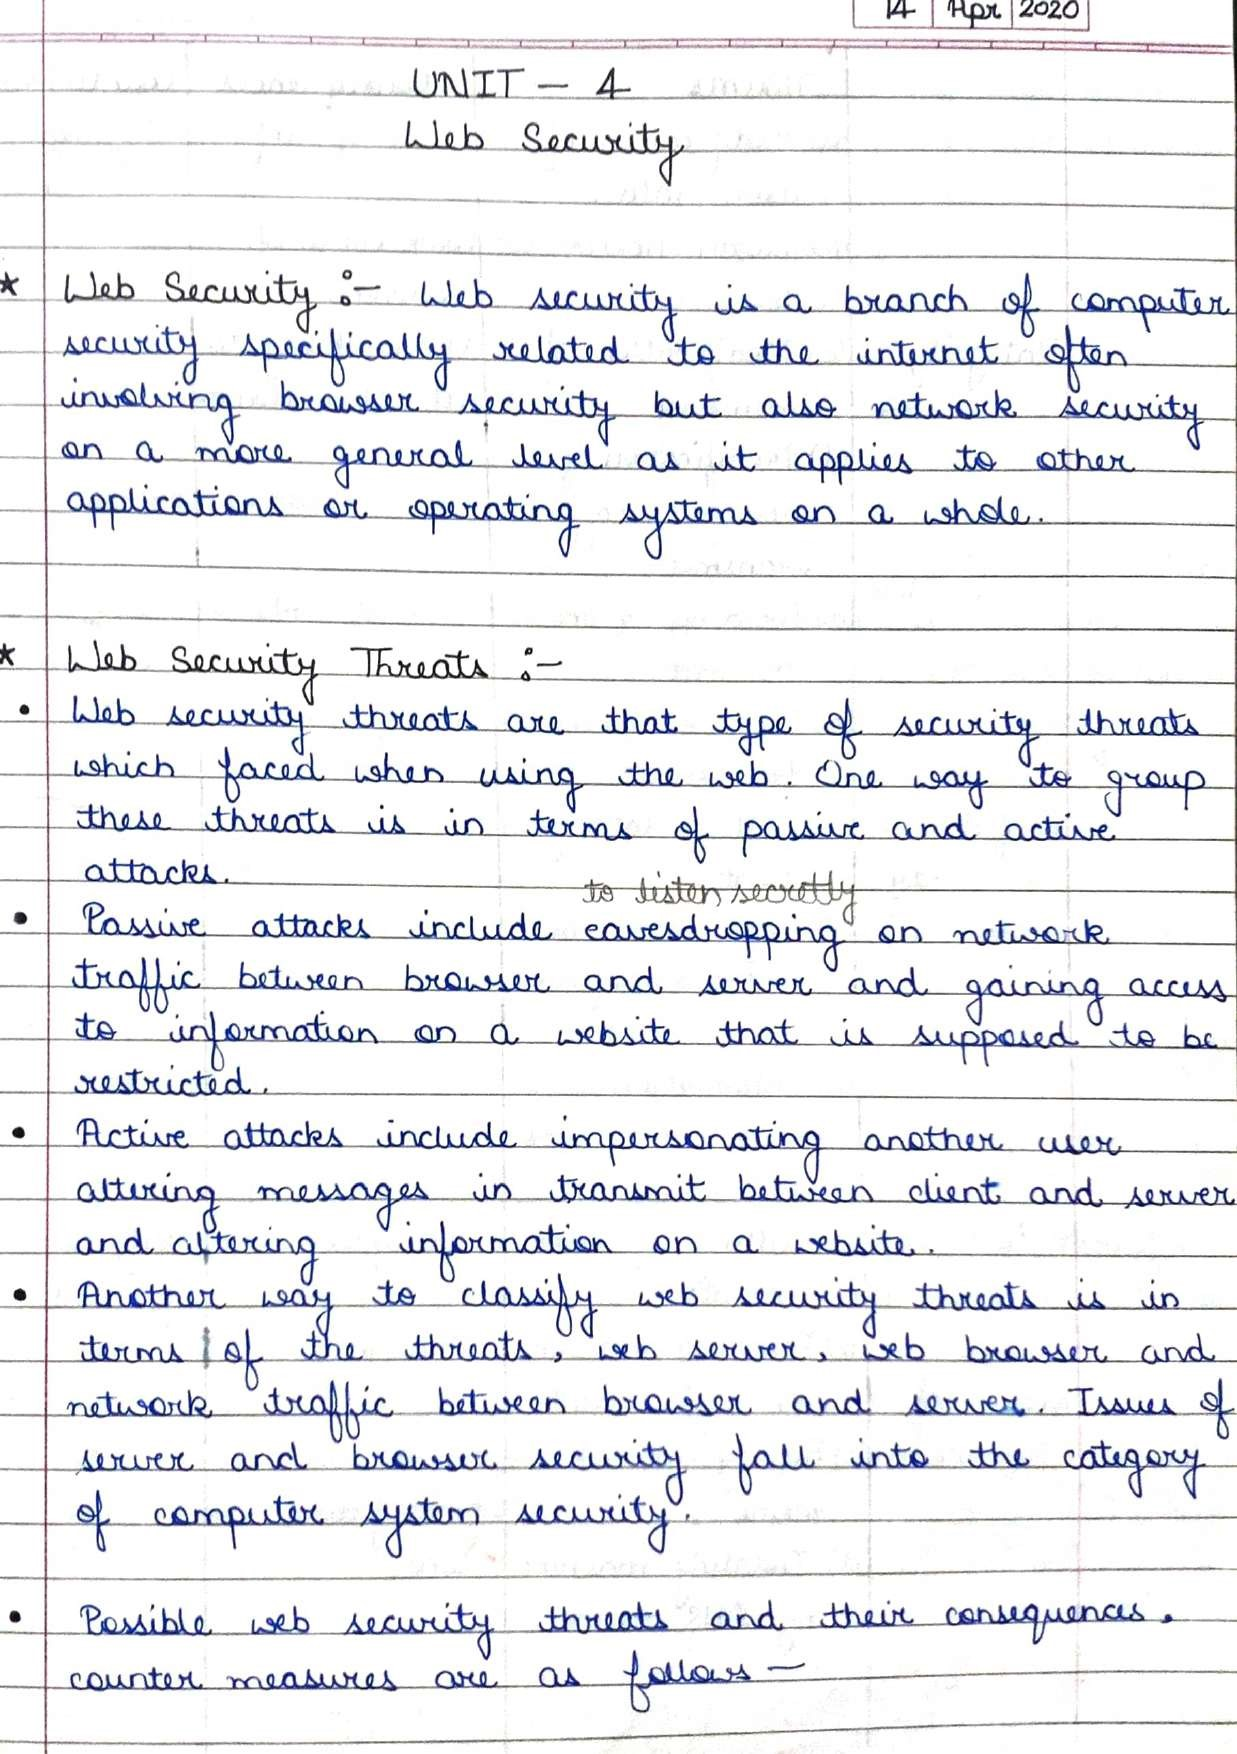 14 Apr 2020
UNIT - 4
Web Security
* Web Security :- Web security is a branch of computer
security specifically related to the internet often
involving browser security but also network security
on a more general level as it applies to other
applications or operating systems on a whole.
* Web Security Threats :-
• Web security threats are that type of security threats
which faced when using the web. One way to group
these threats is in terms of passive and active
attacks.
to listen secretly
• Passive attacks include eavesdropping on network
traffic between browser and server and gaining access
to information on a website that is supposed to be
restricted.
• Active attacks include impersonating another user
altering messages in transmit between client and server
and altering information on a website.
• Another way to classify web security threats is in
terms of the threats, web server, web browser and
network traffic between browser and server. Issues of
server and browser security fall into the category
of computer system security.
• Possible web security threats and their consequences.
counter measures are as follows -